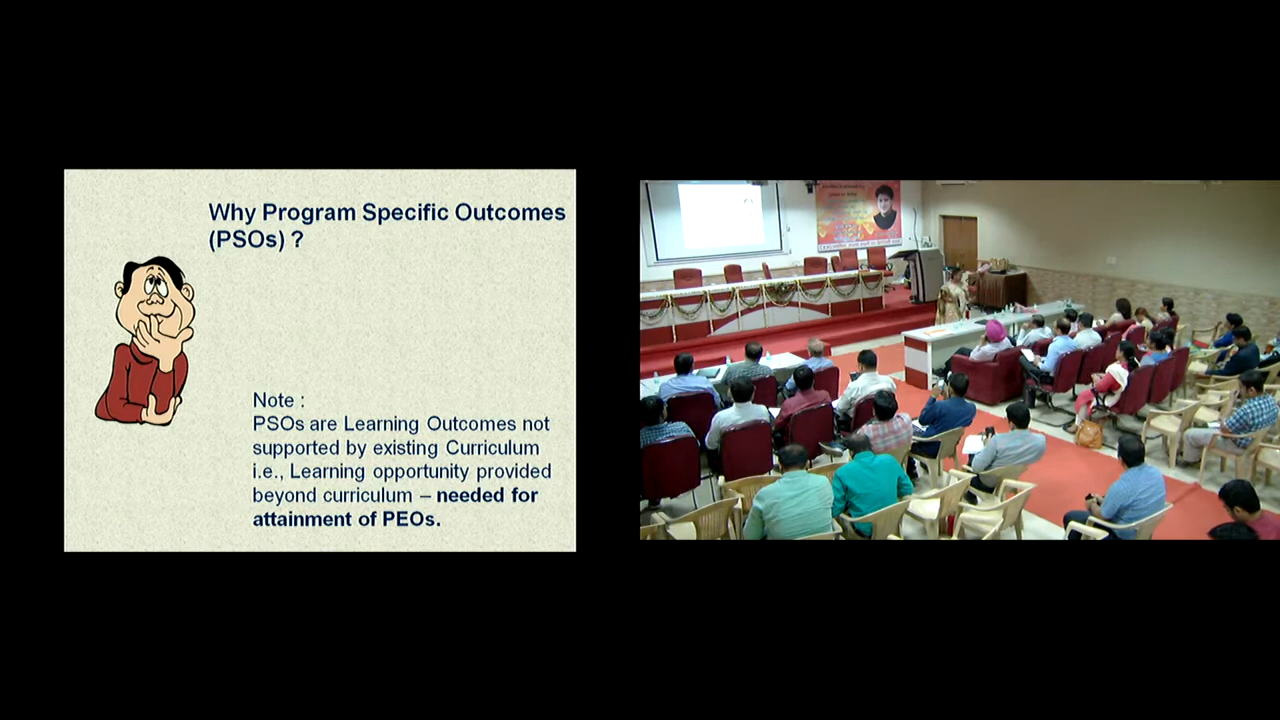 Why Program Specific Outcomes
(PSOs) ?
Note :
PSOs are Learning Outcomes not
supported by existing Curriculum
i.e., Learning opportunity provided
beyond curriculum – needed for
attainment of PEOs.